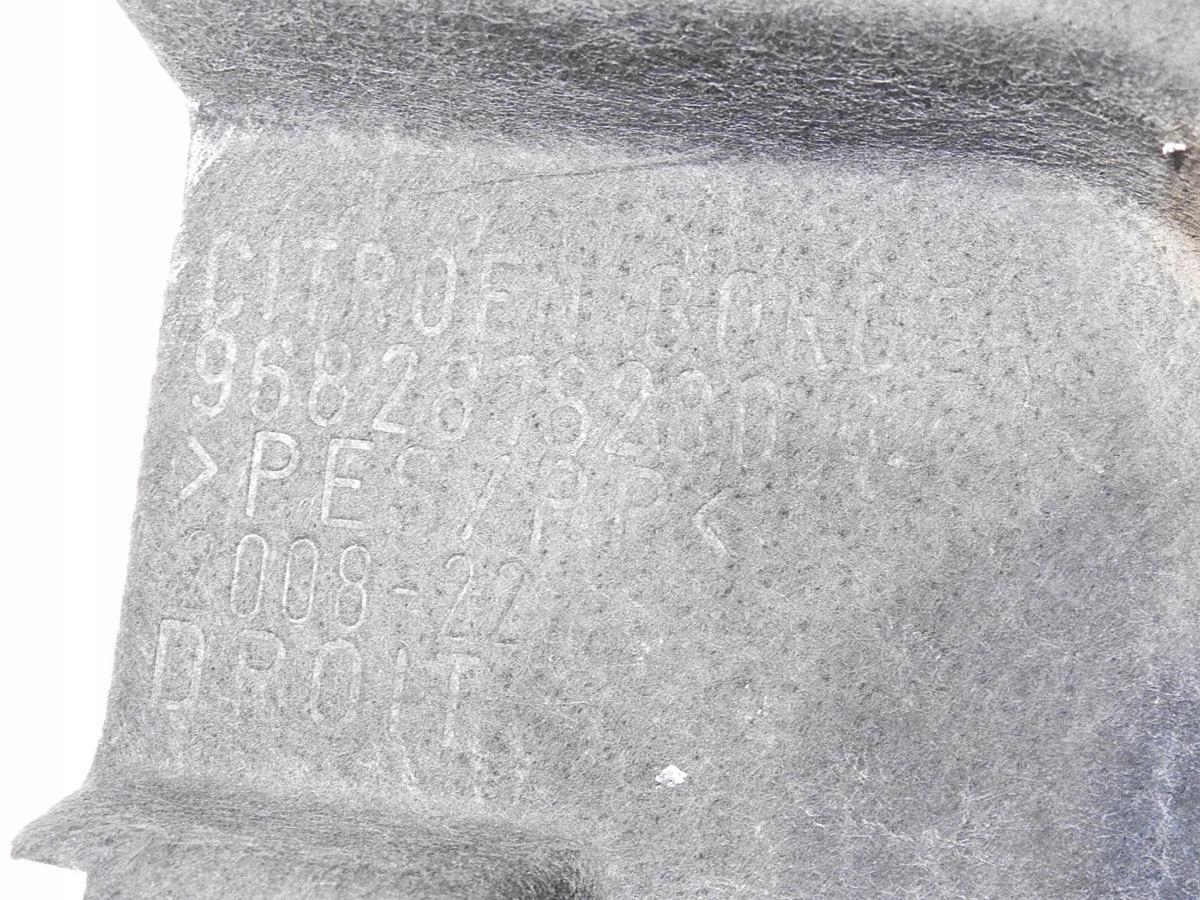 CITROEN
9682878200
>PES/PP<
2008-22
DROIT